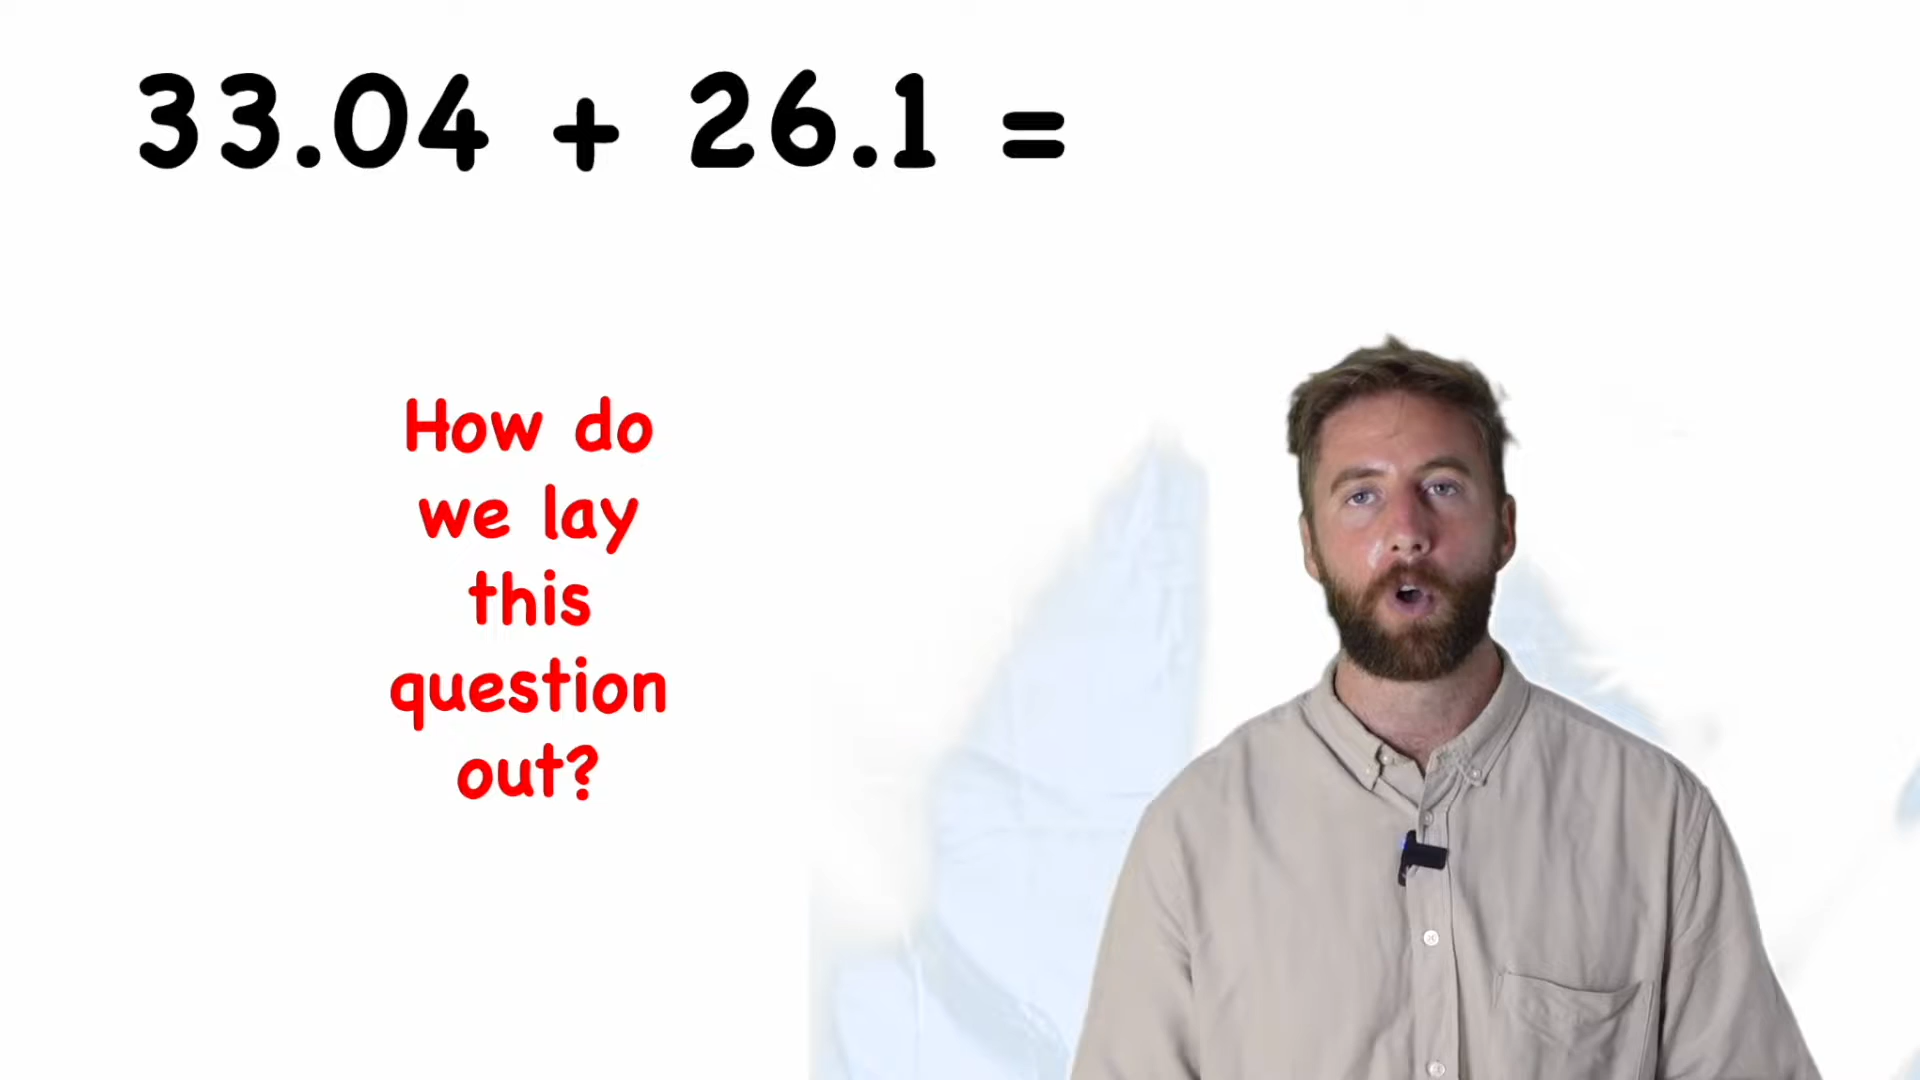 33.04 + 26.1 =
How do
we lay
this
question
out?